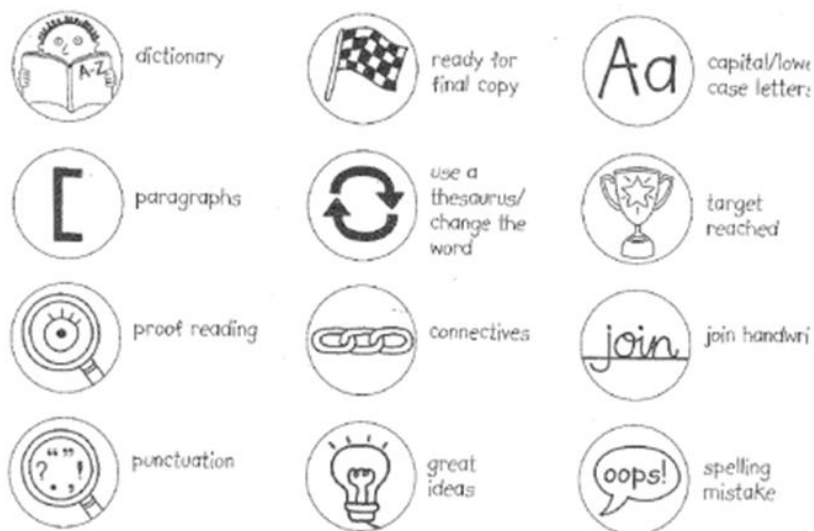 A-Z
dictionary
ready for
final copy
Aa
capital/lowe
case letters
paragraphs
use a
thesaurus/
change the
word
target
reached
proof reading
connectives
join
join handwri
? “ ” ! . ,
punctuation
great
ideas
oops!
spelling
mistake